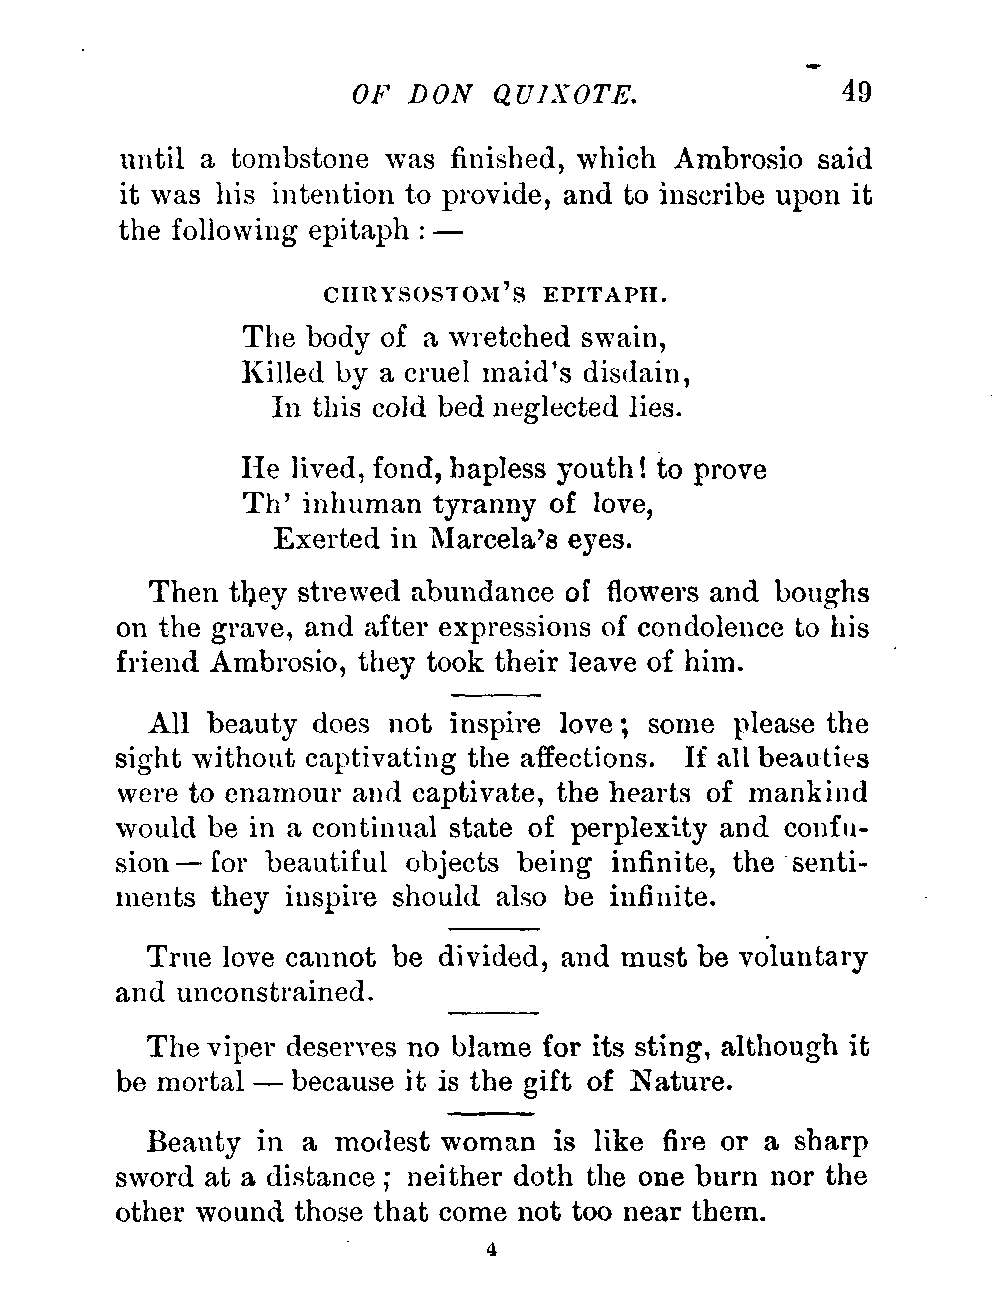 OF DON QUIXOTE. 49
until a tombstone was finished, which Ambrosio said
it was his intention to provide, and to inscribe upon it
the following epitaph : —
CHRYSOSTOM'S EPITAPH.
The body of a wretched swain,
Killed by a cruel maid's disdain,
In this cold bed neglected lies.
He lived, fond, hapless youth! to prove
Th' inhuman tyranny of love,
Exerted in Marcela's eyes.
Then they strewed abundance of flowers and boughs
on the grave, and after expressions of condolence to his
friend Ambrosio, they took their leave of him.
All beauty does not inspire love; some please the
sight without captivating the affections. If all beauties
were to enamour and captivate, the hearts of mankind
would be in a continual state of perplexity and confu-
sion — for beautiful objects being infinite, the senti-
ments they inspire should also be infinite.
True love cannot be divided, and must be voluntary
and unconstrained.
The viper deserves no blame for its sting, although it
be mortal — because it is the gift of Nature.
Beauty in a modest woman is like fire or a sharp
sword at a distance; neither doth the one burn nor the
other wound those that come not too near them.
4